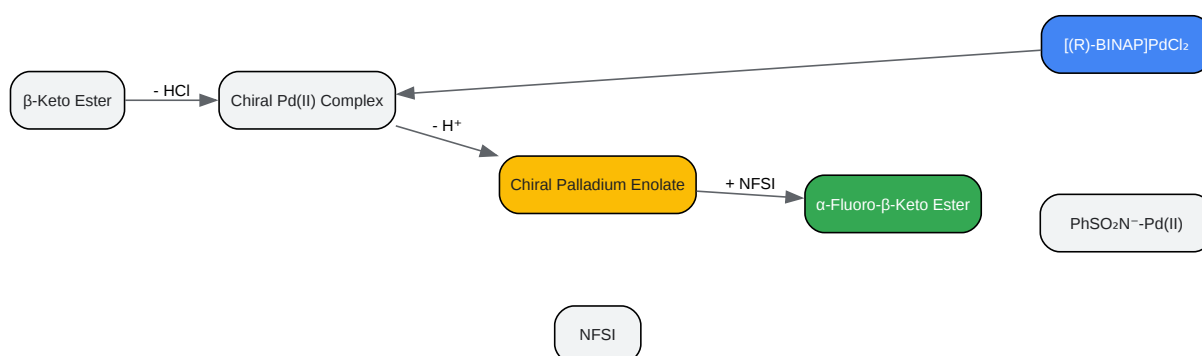 [(R)-BINAP]PdCl₂
β-Keto Ester
- HCl
Chiral Pd(II) Complex
- H⁺
Chiral Palladium Enolate
+ NFSI
α-Fluoro-β-Keto Ester
PhSO₂N⁻-Pd(II)
NFSI